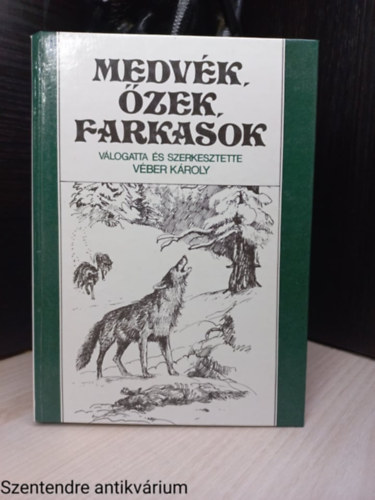 MEDVÉK,
ŐZEK,
FARKASOK
VÁLOGATTA ÉS SZERKESZTETTE
VÉBER KÁROLY
Szentendre antikvárium